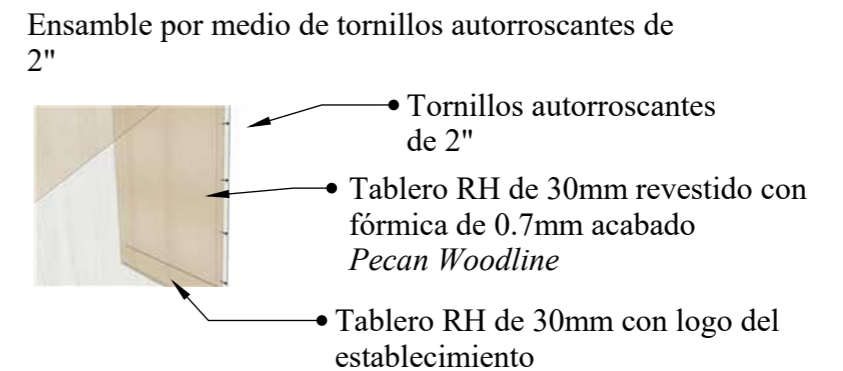 Ensamble por medio de tornillos autorroscantes de
2"
Tornillos autorroscantes
de 2"
Tablero RH de 30mm revestido con
fórmica de 0.7mm acabado
Pecan Woodline
Tablero RH de 30mm con logo del
establecimiento